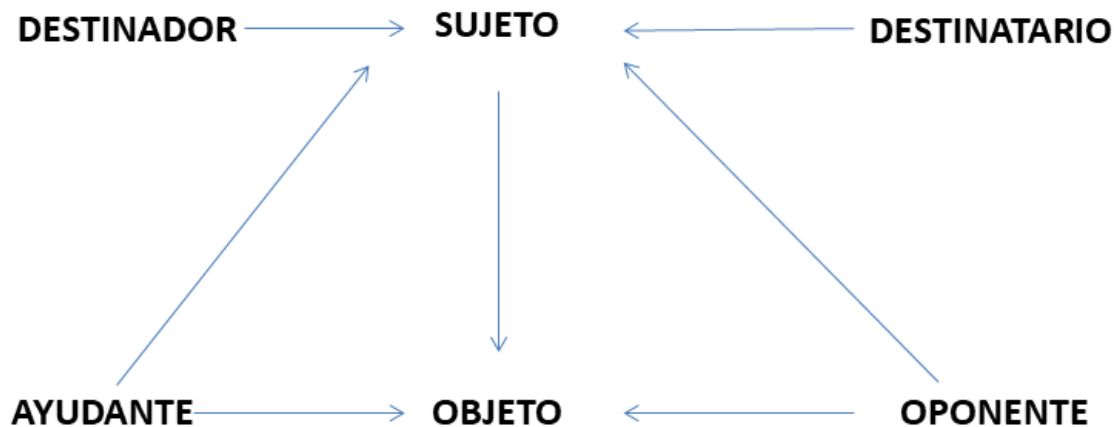 DESTINADOR
SUJETO
DESTINATARIO
AYUDANTE
OBJETO
OPONENTE